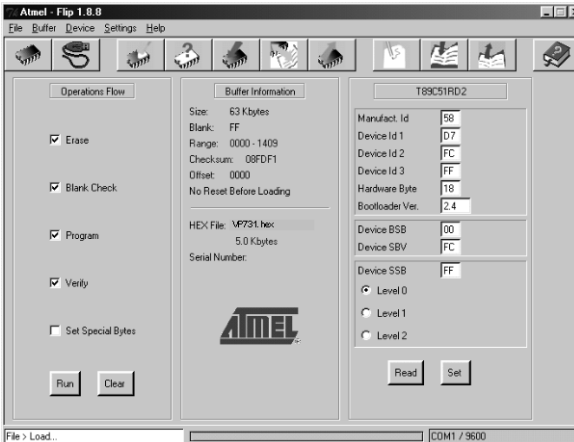 Atmel - Flip 1.8.8
File Buffer Device Settings Help
Operations Flow
Erase
Blank Check
Program
Verify
Set Special Bytes
Run Clear
Buffer Information
Size: 63 Kbytes
Blank: FF
Range: 0000 - 1409
Checksum: 08FDF1
Offset: 0000
No Reset Before Loading
HEX File: VP731.hex
5.0 Kbytes
Serial Number:
ATMEL
T89C51RD2
Manufact. Id 58
Device Id 1 D7
Device Id 2 FC
Device Id 3 FF
Hardware Byte 18
Bootloader Ver. 2.4
Device BSB 00
Device SBV FC
Device SSB FF
Level 0
Level 1
Level 2
Read Set
File > Load...
COM1 / 9600